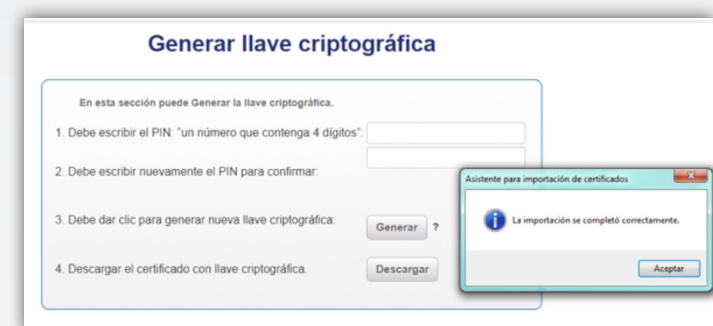 Generar llave criptográfica
En esta sección puede Generar la llave criptográfica.
1. Debe escribir el PIN: "un número que contenga 4 dígitos":
2. Debe escribir nuevamente el PIN para confirmar:
3. Debe dar clic para generar nueva llave criptográfica: Generar ?
4. Descargar el certificado con llave criptográfica. Descargar
Asistente para importación de certificados
La importación se completó correctamente.
Aceptar